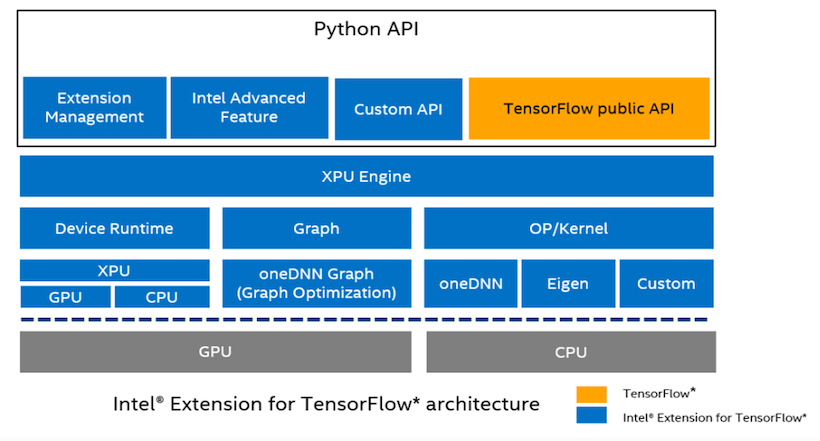 Python API
Extension
Management
Intel Advanced
Feature
Custom API
TensorFlow public API
XPU Engine
Device Runtime
Graph
OP/Kernel
XPU
GPU
CPU
oneDNN Graph
(Graph Optimization)
oneDNN
Eigen
Custom
GPU
CPU
Intel® Extension for TensorFlow* architecture
TensorFlow*
Intel® Extension for TensorFlow*